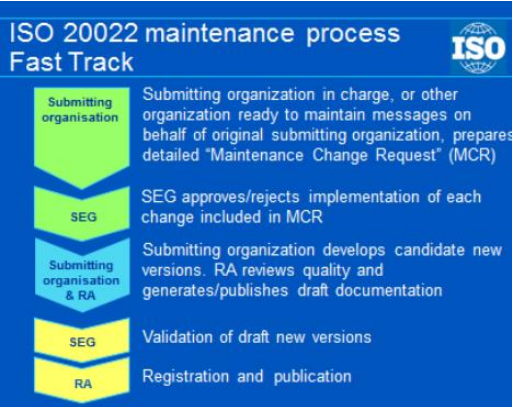 ISO 20022 maintenance process
Fast Track
ISO
Submitting
organisation
Submitting organization in charge, or other
organization ready to maintain messages on
behalf of original submitting organization, prepares
detailed “Maintenance Change Request” (MCR)
SEG
SEG approves/rejects implementation of each
change included in MCR
Submitting
organisation
& RA
Submitting organization develops candidate new
versions. RA reviews quality and
generates/publishes draft documentation
SEG
Validation of draft new versions
RA
Registration and publication